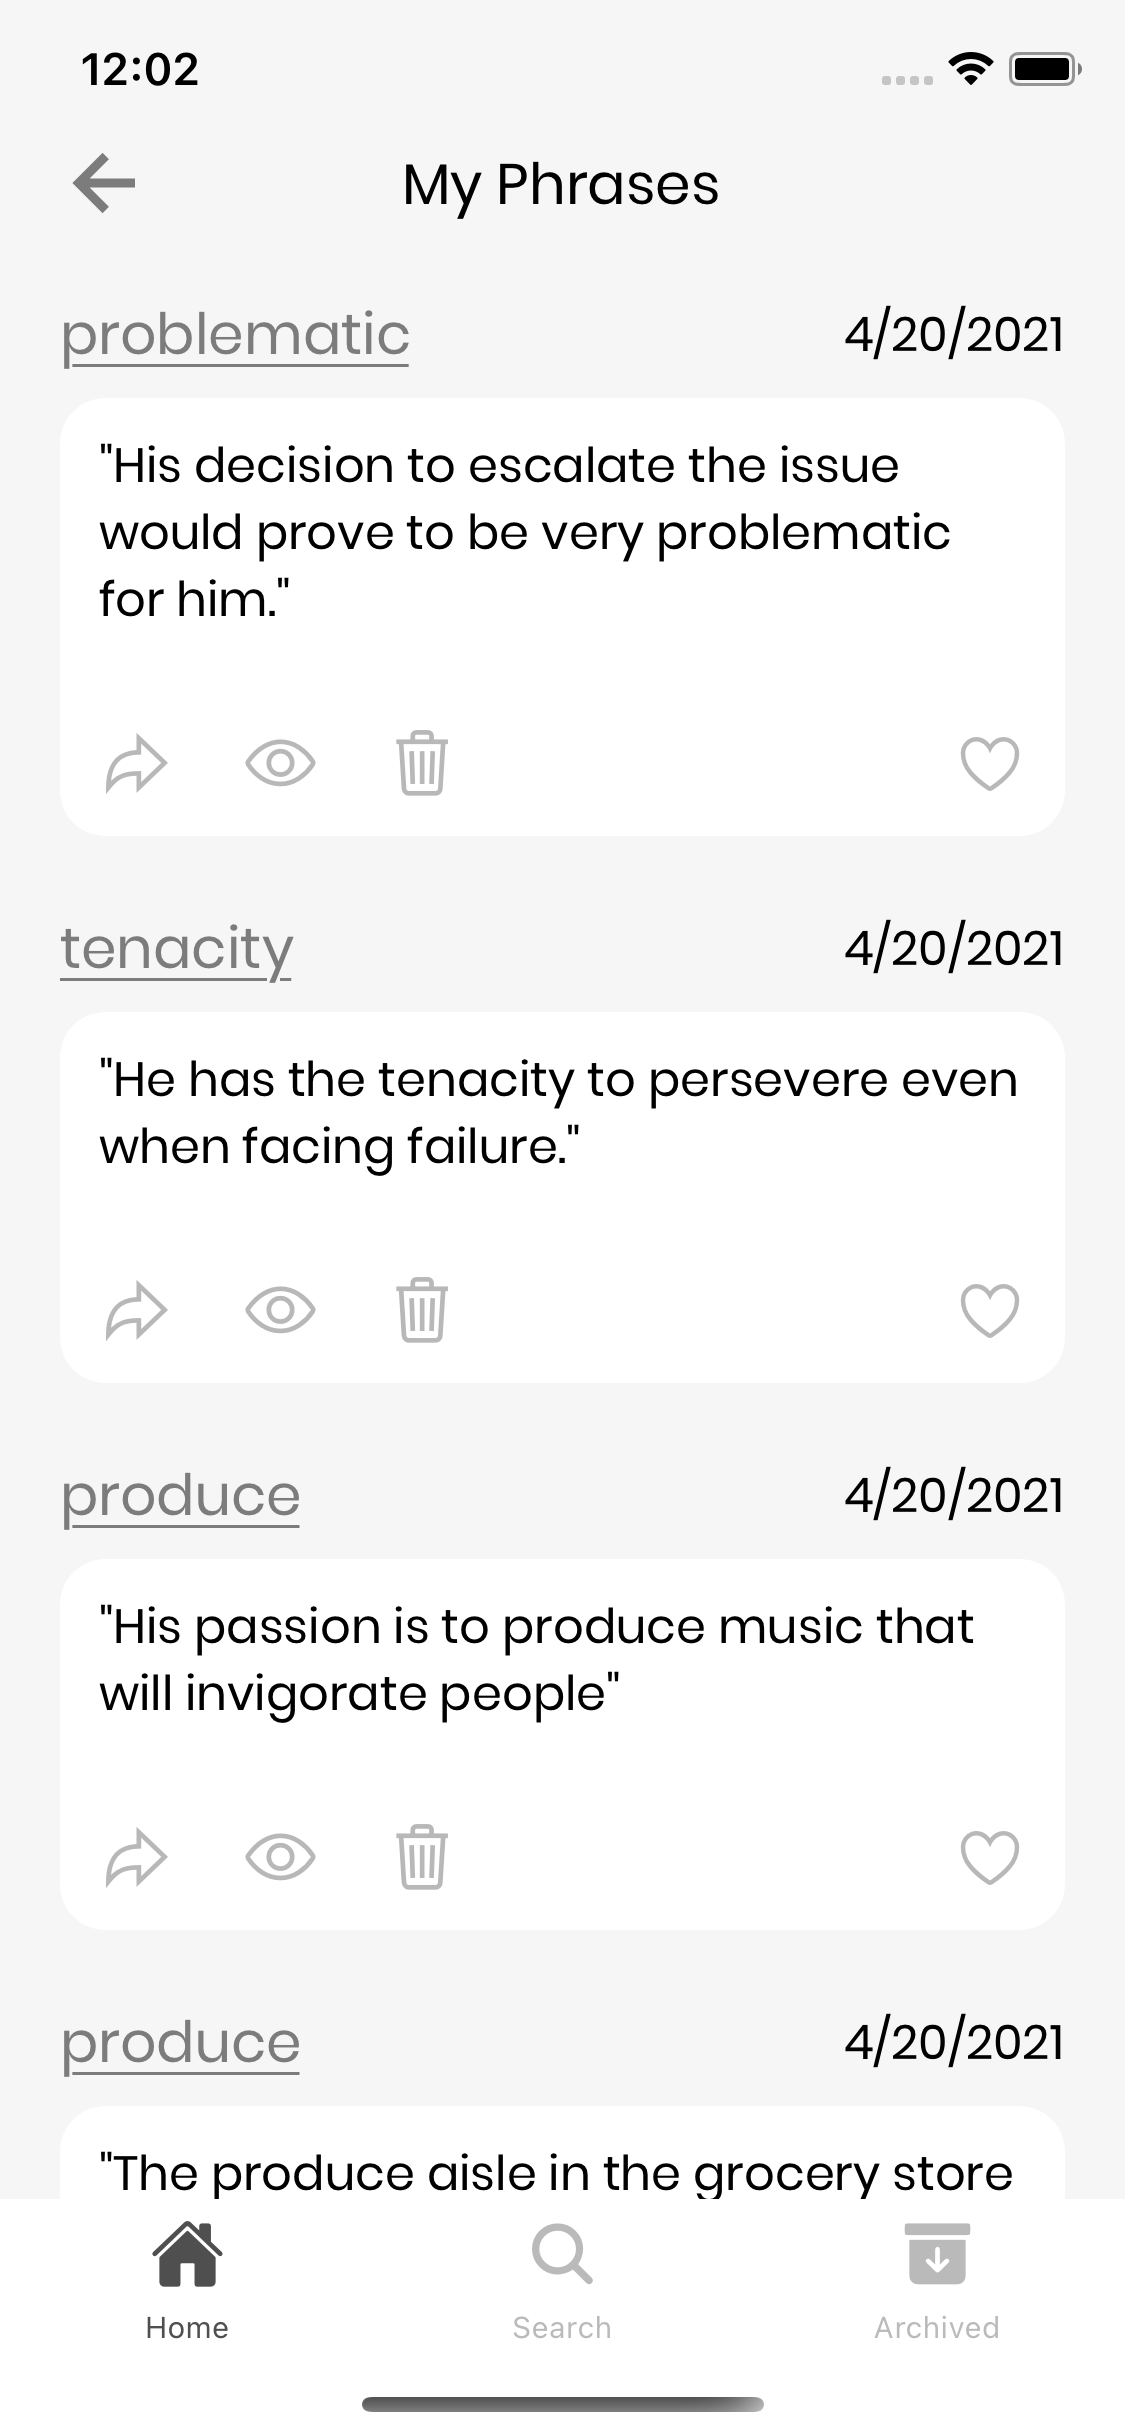 12:02
My Phrases
problematic 4/20/2021
"His decision to escalate the issue
would prove to be very problematic
for him."
tenacity 4/20/2021
"He has the tenacity to persevere even
when facing failure."
produce 4/20/2021
"His passion is to produce music that
will invigorate people"
produce 4/20/2021
"The produce aisle in the grocery store
Home Search Archived